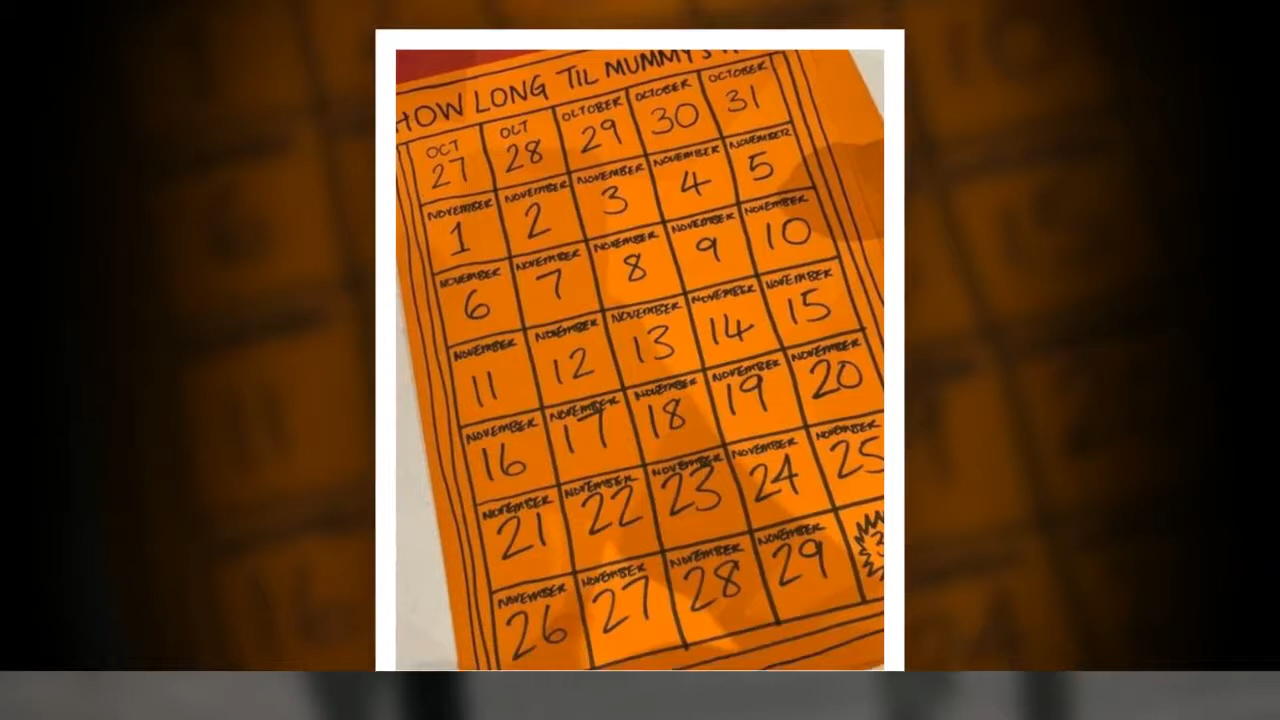 HOW LONG TIL MUMMY'S
OCT OCT OCTOBER OCTOBER OCTOBER
27 28 29 30 31
NOVEMBER NOVEMBER NOVEMBER NOVEMBER NOVEMBER
1 2 3 4 5
NOVEMBER NOVEMBER NOVEMBER NOVEMBER NOVEMBER
6 7 8 9 10
NOVEMBER NOVEMBER NOVEMBER NOVEMBER NOVEMBER
11 12 13 14 15
NOVEMBER NOVEMBER NOVEMBER NOVEMBER NOVEMBER
16 17 18 19 20
NOVEMBER NOVEMBER NOVEMBER NOVEMBER NOVEMBER
21 22 23 24 25
NOVEMBER NOVEMBER NOVEMBER NOVEMBER
26 27 28 29